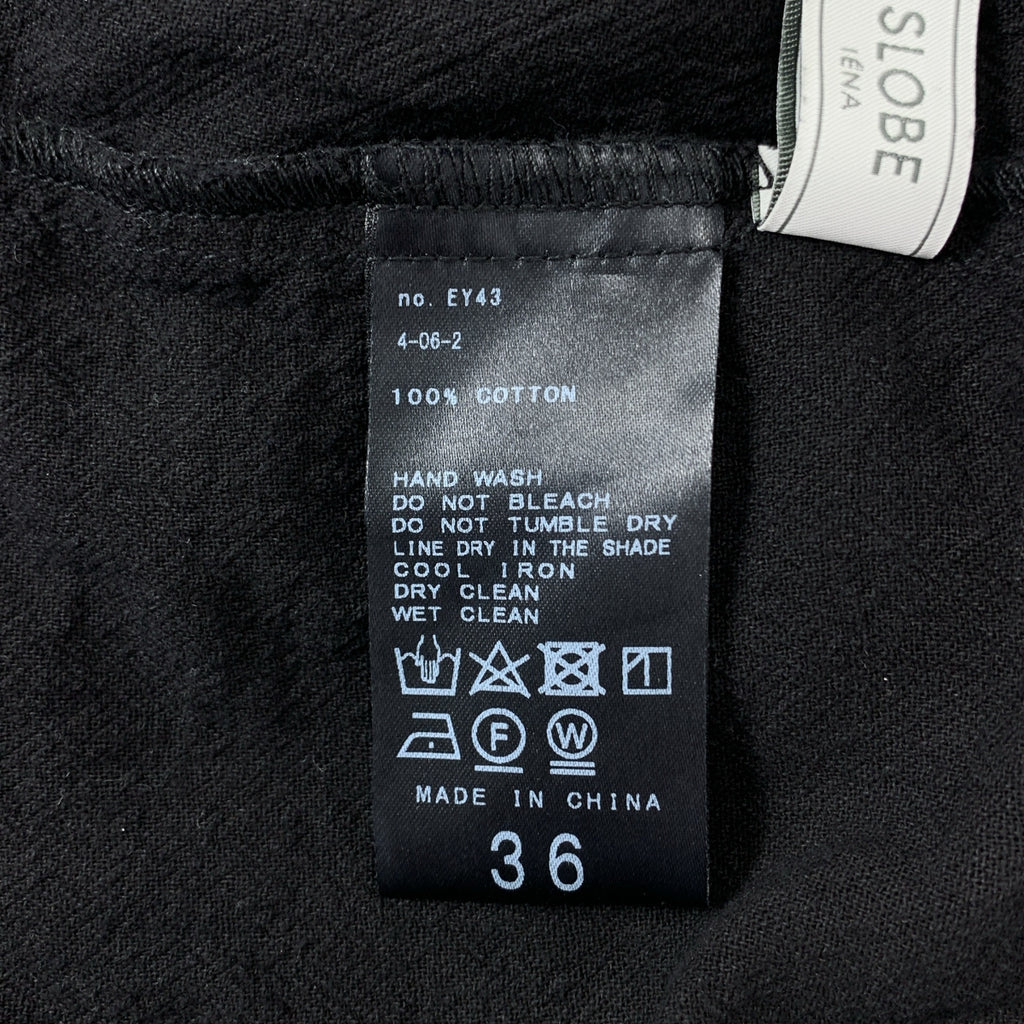 SLOBE
IÉNA
no. EY43
4-06-2
100% COTTON
HAND WASH
DO NOT BLEACH
DO NOT TUMBLE DRY
LINE DRY IN THE SHADE
COOL IRON
DRY CLEAN
WET CLEAN
F
W
MADE IN CHINA
36